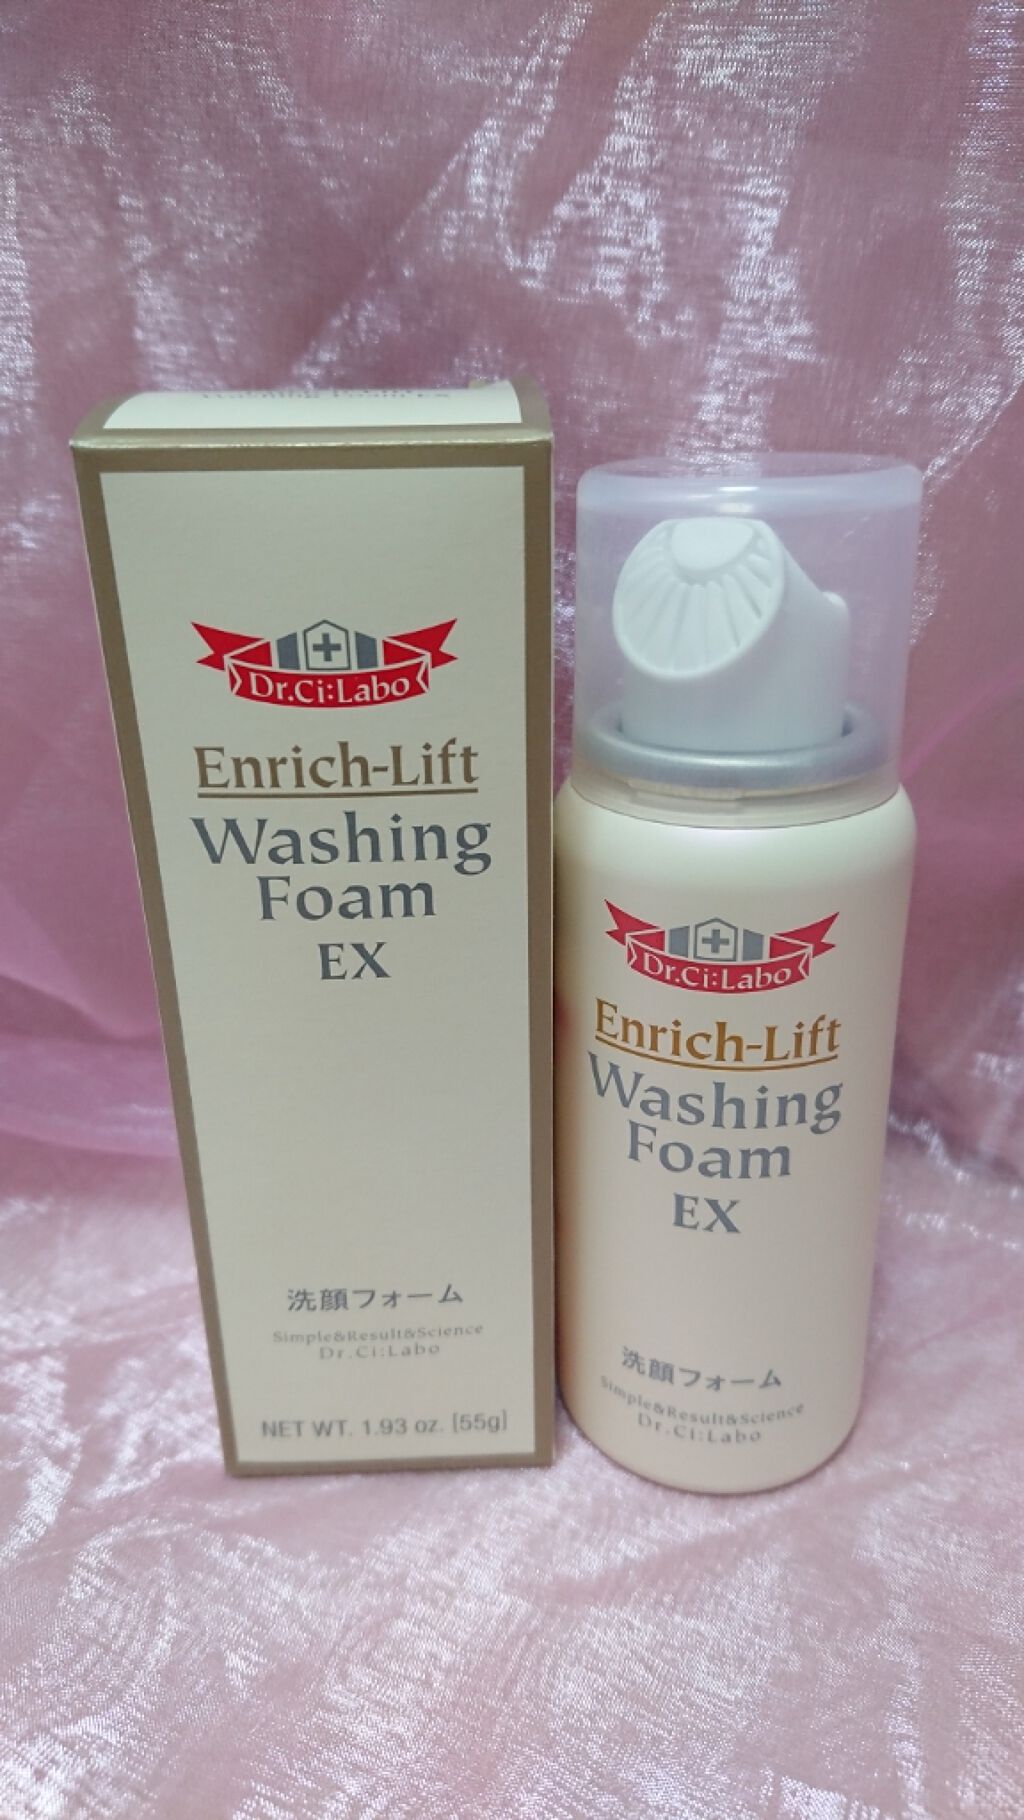 Washing Foam EX
Dr.Ci:Labo
Enrich-Lift
Washing
Foam
EX
洗顔フォーム
Simple&Result&Science
Dr.Ci:Labo
NET WT. 1.93 oz. [55g]
Dr.Ci:Labo
Enrich-Lift
Washing
Foam
EX
洗顔フォーム
Simple&Result&Science
Dr.Ci:Labo